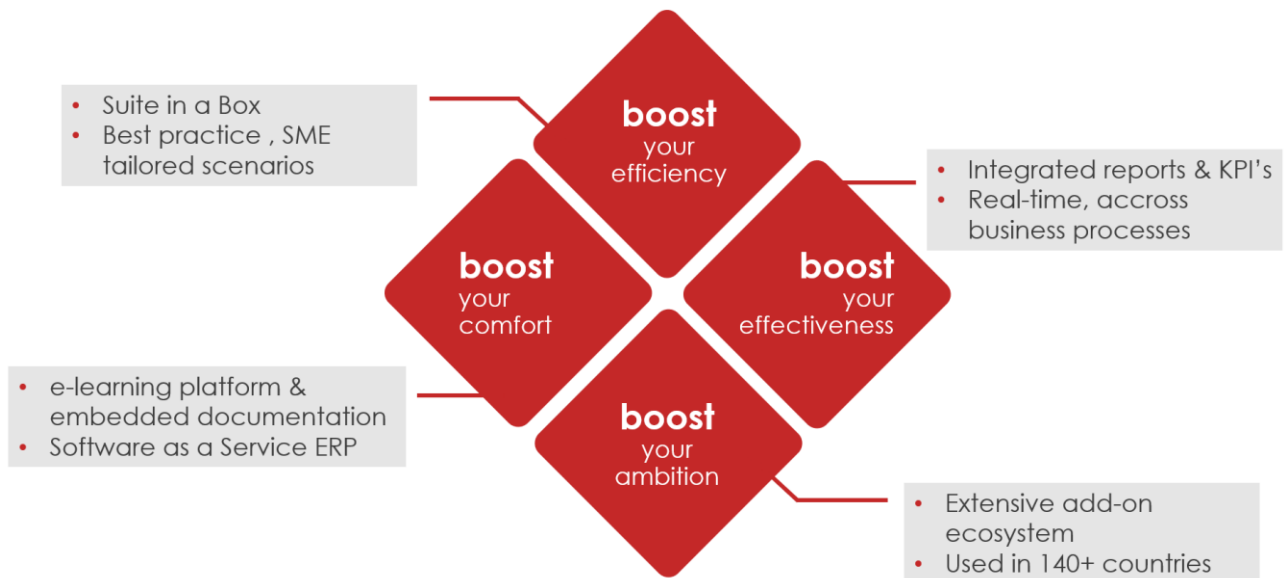 • Suite in a Box
• Best practice , SME
tailored scenarios
boost
your
efficiency
• Integrated reports & KPI's
• Real-time, accross
business processes
boost
your
comfort
boost
your
effectiveness
• e-learning platform &
embedded documentation
• Software as a Service ERP
boost
your
ambition
• Extensive add-on
ecosystem
• Used in 140+ countries